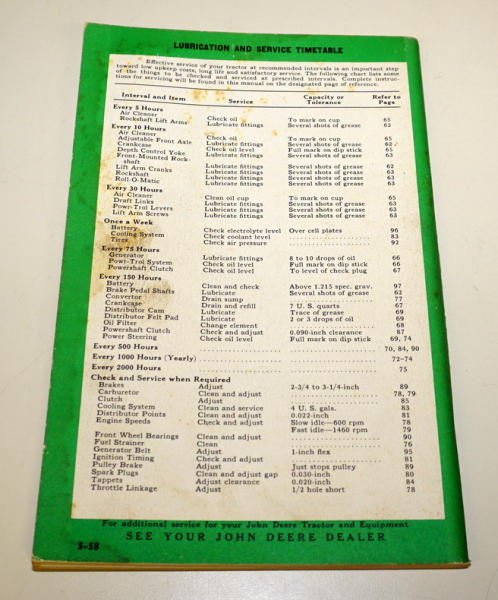 LUBRICATION AND SERVICE TIMETABLE
Effective service of your tractor at recommended intervals is an important step
toward low upkeep costs, long life and satisfactory service. The following chart lists some
of the things to be checked and serviced at prescribed intervals. Complete instruc-
tions for servicing will be found in this manual on the designated page of reference.
Interval and Item Service Capacity or Tolerance Refer to Page
Every 5 Hours
Air Cleaner Check oil To mark on cup 65
Rockshaft Lift Arms Lubricate fittings Several shots of grease 63
Every 10 Hours
Air Cleaner Check oil To mark on cup 65
Adjustable Front Axle Lubricate fittings Several shots of grease 62
Crankcase Check oil level Full mark on dip stick 65
Depth Control Yoke Lubricate fittings Several shots of grease 63
Front-Mounted Rock-
shaft Lubricate fittings Several shots of grease 62
Lift Arm Cranks Lubricate fittings Several shots of grease 63
Rockshaft Lubricate fittings Several shots of grease 63
Roll-O-Matic Lubricate fittings Several shots of grease 63
Every 30 Hours
Air Cleaner Clean oil cup To mark on cup 65
Draft Links Lubricate fittings Several shots of grease 63
Powr-Trol Levers Lubricate fittings Several shots of grease 63
Lift Arm Screws Lubricate fittings Several shots of grease 63
Once a Week
Battery Check electrolyte level Over cell plates 96
Cooling System Check coolant level 83
Tires Check air pressure 92
Every 75 Hours
Generator Lubricate fittings 8 to 10 drops of oil 66
Powr-Trol System Check oil level Full mark on dip stick 66
Powershaft Clutch Check oil level To level of check plug 67
Every 150 Hours
Battery Clean and check Above 1.215 spec. grav. 97
Brake Pedal Shafts Lubricate Several shots of grease 62
Convertor Drain sump 77
Crankcase Drain and refill 7 U. S. quarts 67
Distributor Cam Lubricate Trace of grease 69
Distributor Felt Pad Lubricate 2 or 3 drops of oil 69
Oil Filter Change element 68
Powershaft Clutch Check and adjust 0.090-inch clearance 87
Power Steering Check oil level Full mark on dip stick 69, 74
Every 500 Hours 70, 84, 90
Every 1000 Hours (Yearly) 72-74
Every 2000 Hours 75
Check and Service when Required
Brakes Adjust 2-3/4 to 3-1/4-inch 89
Carburetor Clean and adjust 78, 79
Clutch Adjust 85
Cooling System Clean and service 4 U. S. gals. 83
Distributor Points Clean and adjust 0.022-inch 81
Engine Speeds Check and adjust Slow idle—600 rpm 78
Fast idle—1460 rpm 79
Front Wheel Bearings Clean and adjust 90
Fuel Strainer Clean 76
Generator Belt Adjust 1-inch flex 95
Ignition Timing Check and adjust 81
Pulley Brake Adjust Just stops pulley 89
Spark Plugs Clean and adjust gap 0.030-inch 80
Tappets Adjust clearance 0.020-inch 84
Throttle Linkage Adjust 1/2 hole short 78
For additional service for your John Deere Tractor and Equipment
SEE YOUR JOHN DEERE DEALER
5-58